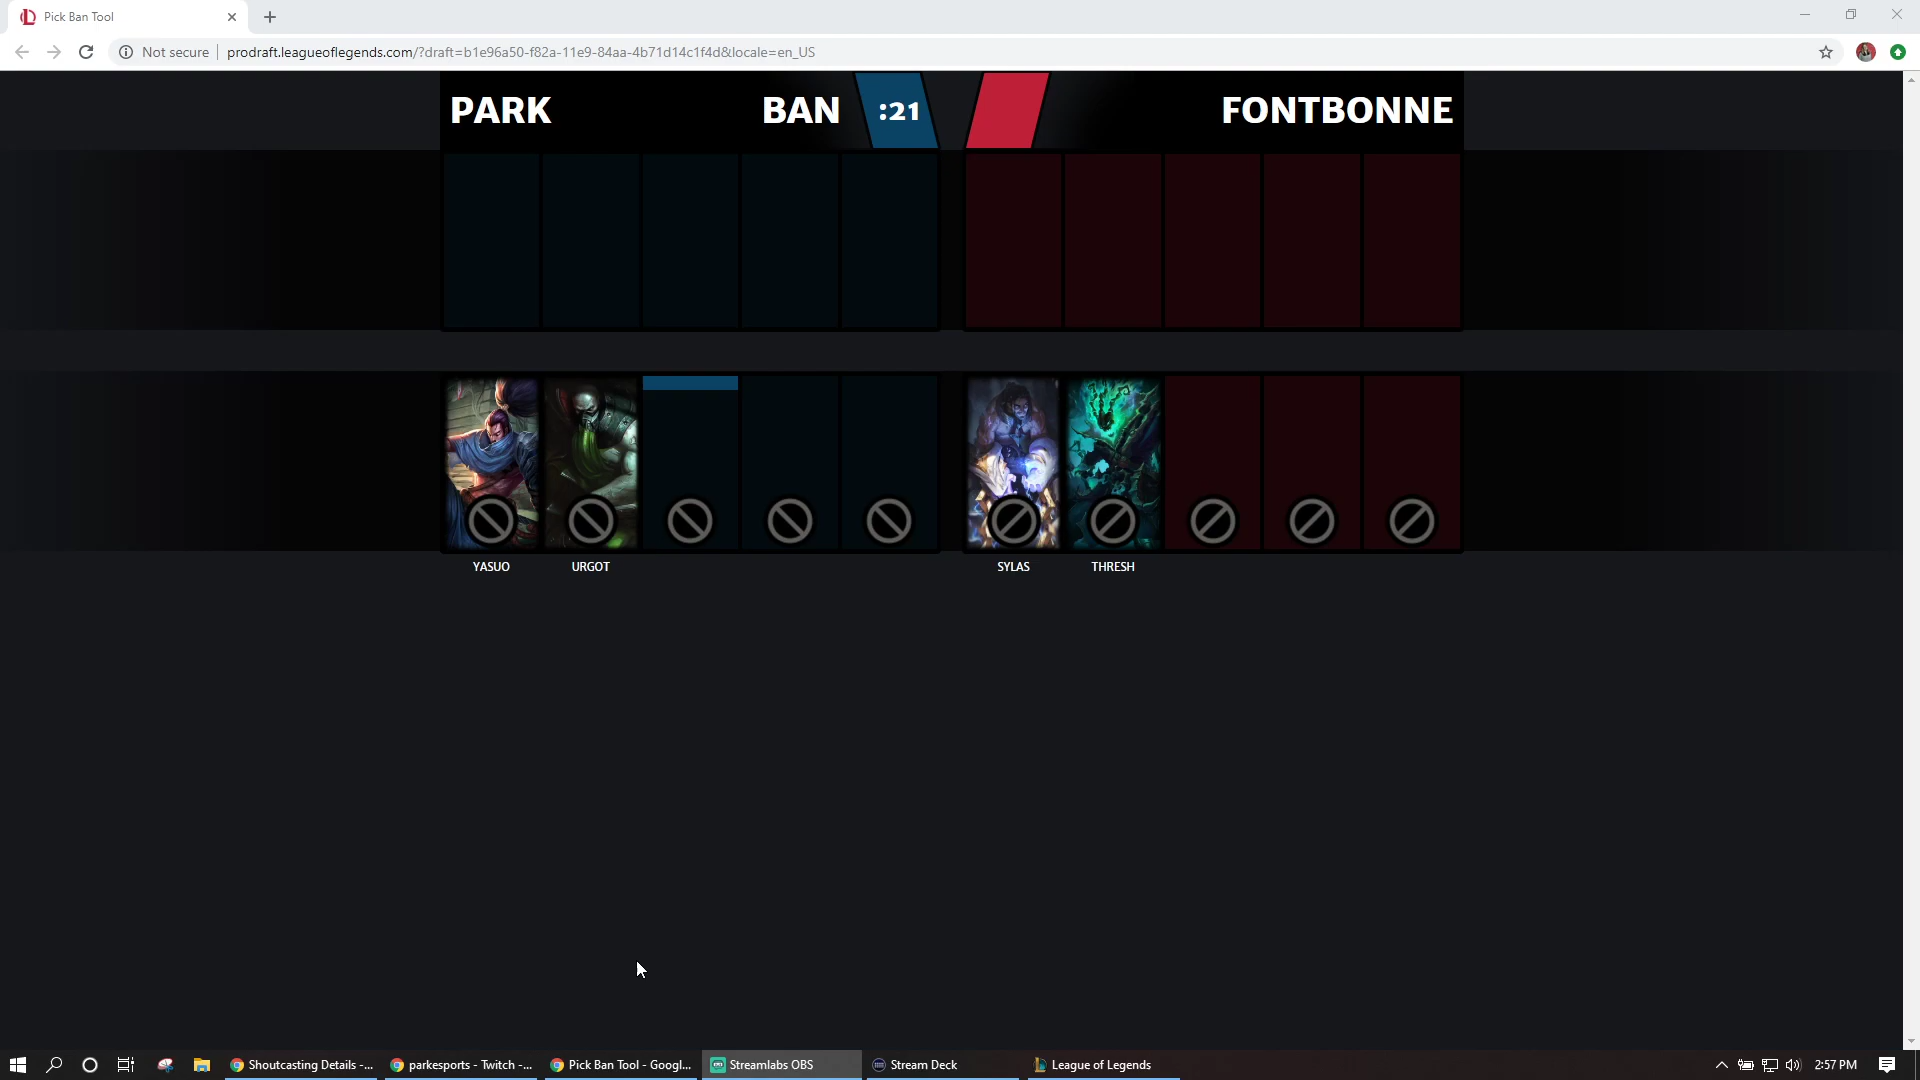 Pick Ban Tool
Not secure
prodraft.leagueoflegends.com/?draft=b1e96a50-f82a-11e9-84aa-4b71d14c1f4d&locale=en_US
PARK
BAN
:21
FONTBONNE
YASUO
URGOT
SYLAS
THRESH
Shoutcasting Details -...
parkesports - Twitch -...
Pick Ban Tool - Googl...
Streamlabs OBS
Stream Deck
League of Legends
2:57 PM